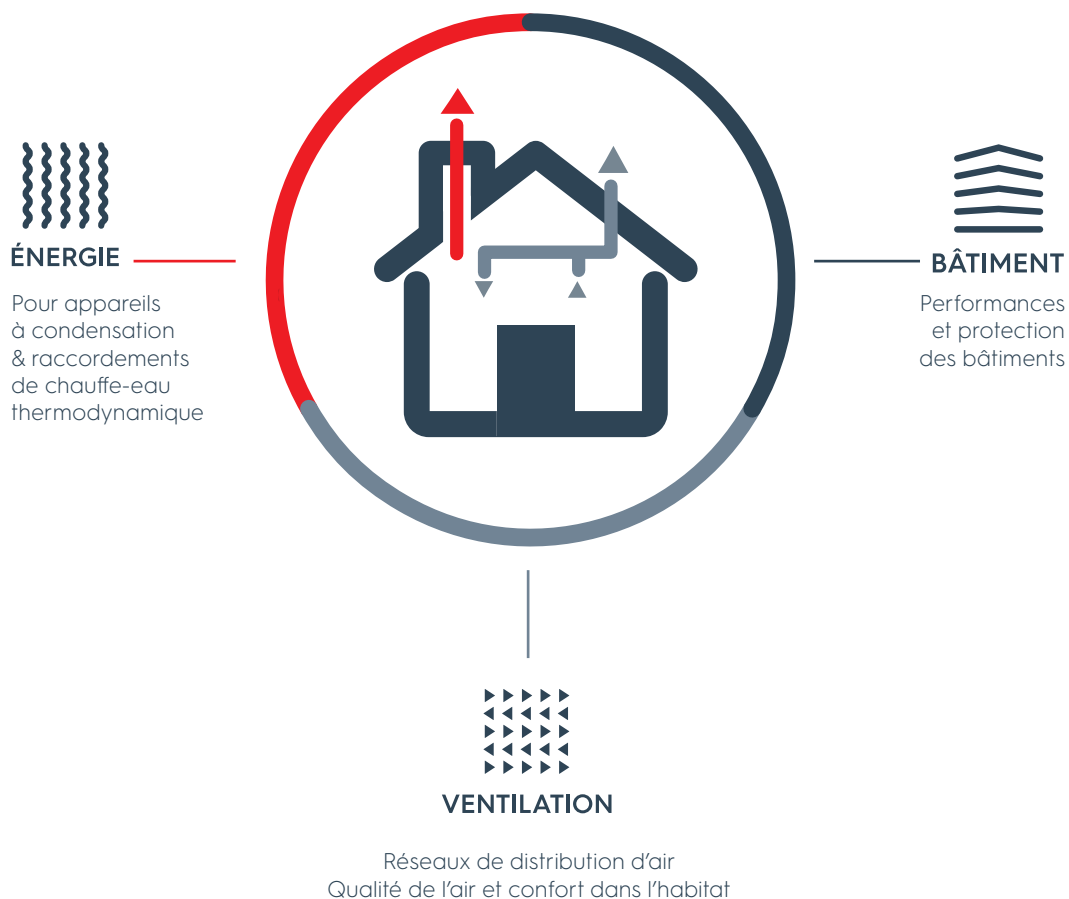 ÉNERGIE
Pour appareils
à condensation
& raccordements
de chauffe-eau
thermodynamique
BÂTIMENT
Performances
et protection
des bâtiments
VENTILATION
Réseaux de distribution d'air
Qualité de l'air et confort dans l'habitat